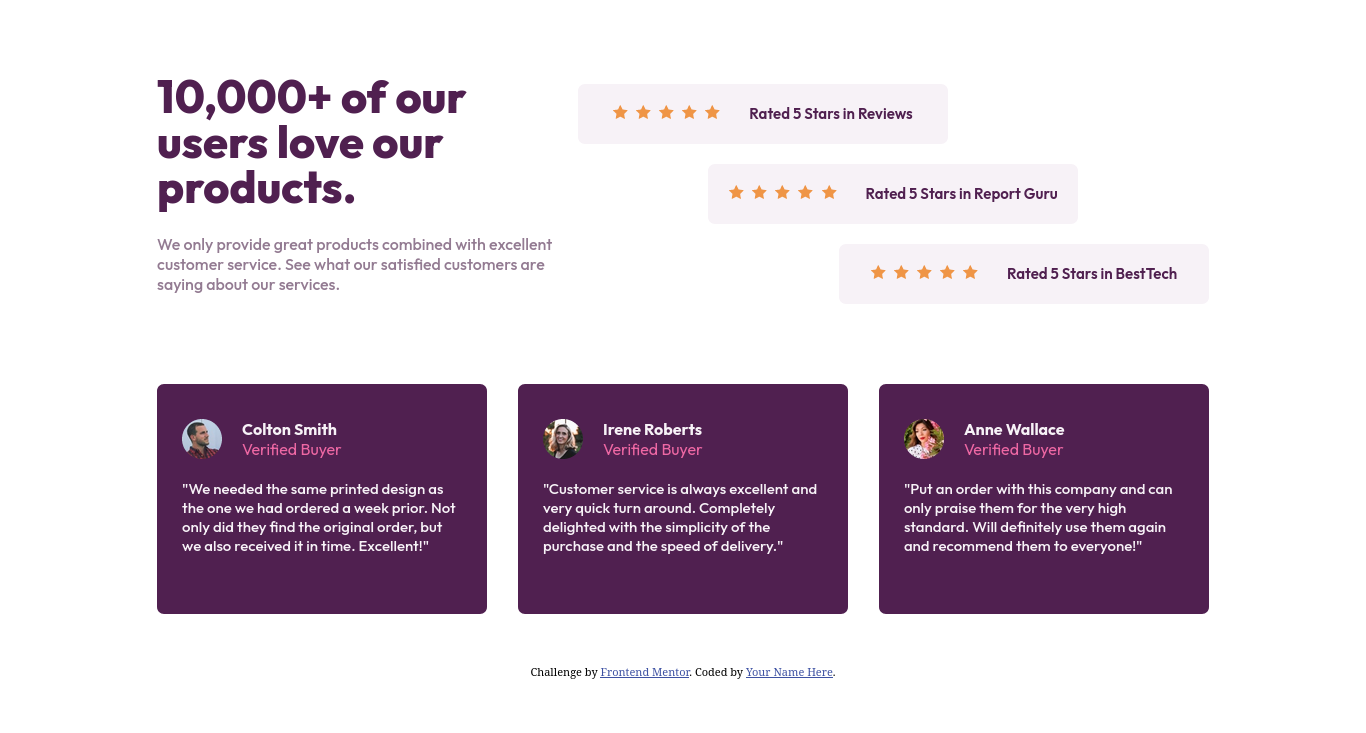 10,000+ of our
users love our
products.
We only provide great products combined with excellent
customer service. See what our satisfied customers are
saying about our services.
Rated 5 Stars in Reviews
Rated 5 Stars in Report Guru
Rated 5 Stars in BestTech
Colton Smith
Verified Buyer
"We needed the same printed design as
the one we had ordered a week prior. Not
only did they find the original order, but
we also received it in time. Excellent!"
Irene Roberts
Verified Buyer
"Customer service is always excellent and
very quick turn around. Completely
delighted with the simplicity of the
purchase and the speed of delivery."
Anne Wallace
Verified Buyer
"Put an order with this company and can
only praise them for the very high
standard. Will definitely use them again
and recommend them to everyone!"
Challenge by Frontend Mentor. Coded by Your Name Here.